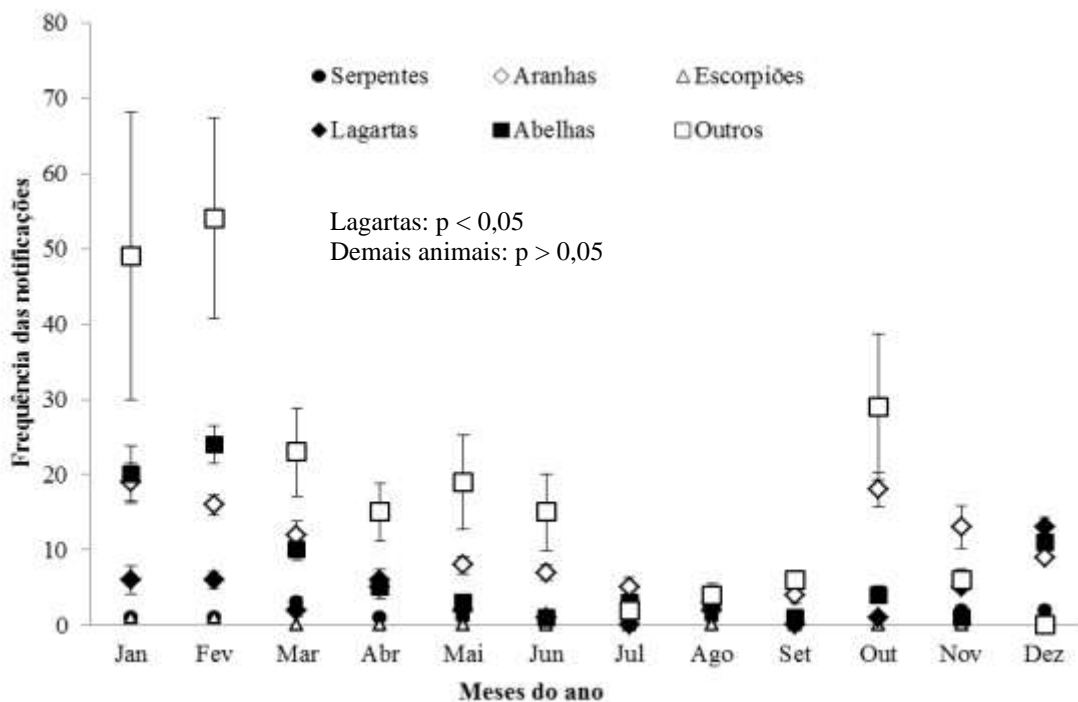 80
70
60
50
40
30
20
10
0
Frequência das notificações
Serpentes Aranhas Escorpiões
Lagartas Abelhas Outros
Lagartas: p < 0,05
Demais animais: p > 0,05
Jan Fev Mar Abr Mai Jun Jul Ago Set Out Nov Dez
Meses do ano